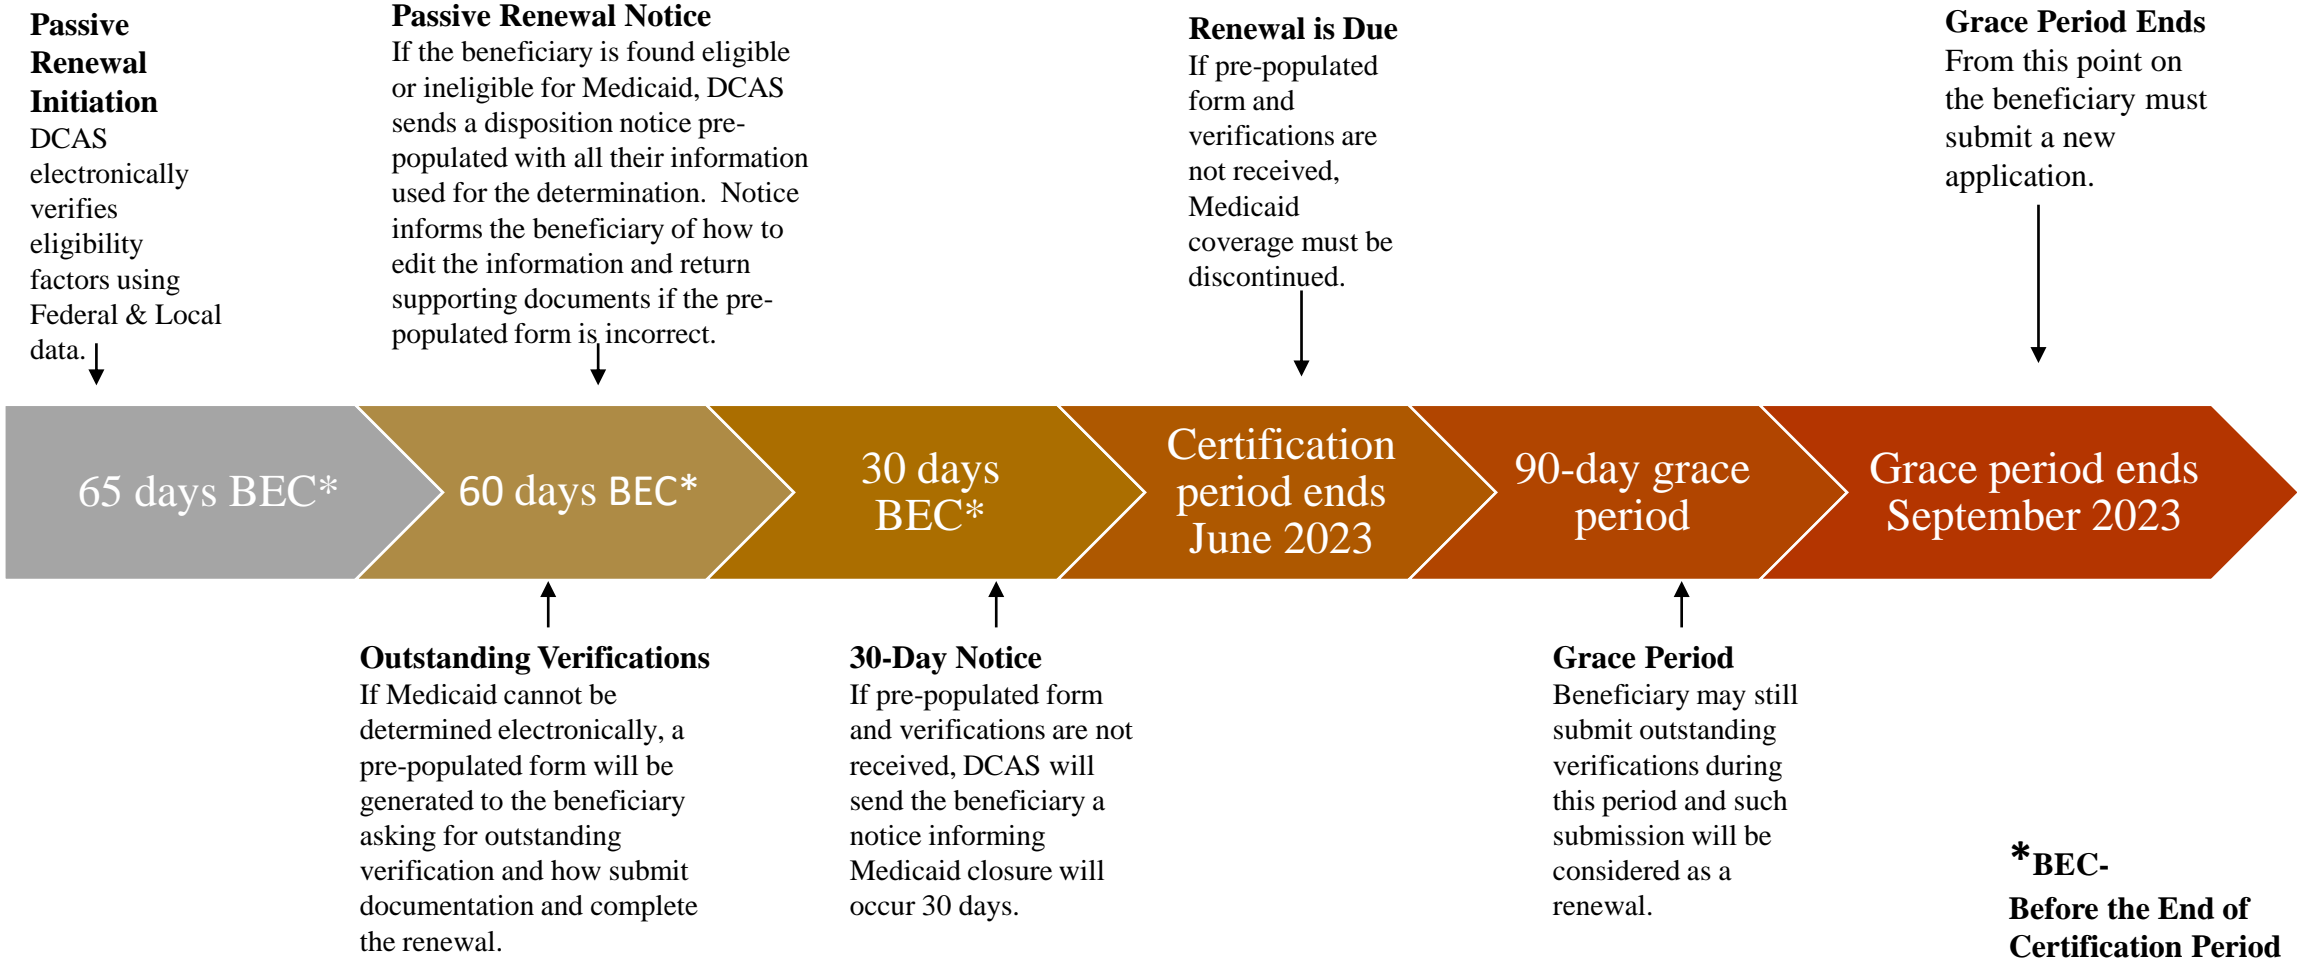 Passive
Renewal
Initiation
DCAS
electronically
verifies
eligibility
factors using
Federal & Local
data.
Passive Renewal Notice
If the beneficiary is found eligible
or ineligible for Medicaid, DCAS
sends a disposition notice pre-
populated with all their information
used for the determination.  Notice
informs the beneficiary of how to
edit the information and return
supporting documents if the pre-
populated form is incorrect.
Renewal is Due
If pre-populated
form and
verifications are
not received,
Medicaid
coverage must be
discontinued.
Grace Period Ends
From this point on
the beneficiary must
submit a new
application.
65 days BEC*
60 days BEC*
30 days
BEC*
Certification
period ends
June 2023
90-day grace
period
Grace period ends
September 2023
Outstanding Verifications
If Medicaid cannot be
determined electronically, a
pre-populated form will be
generated to the beneficiary
asking for outstanding
verification and how submit
documentation and complete
the renewal.
30-Day Notice
If pre-populated form
and verifications are not
received, DCAS will
send the beneficiary a
notice informing
Medicaid closure will
occur 30 days.
Grace Period
Beneficiary may still
submit outstanding
verifications during
this period and such
submission will be
considered as a
renewal.
*BEC-
Before the End of
Certification Period